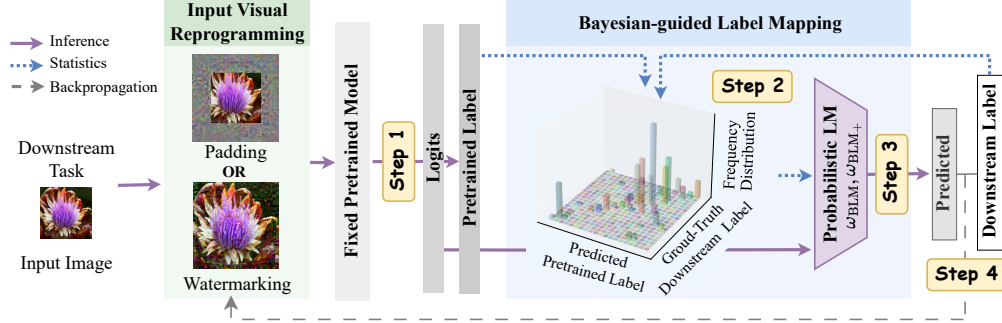 Input Visual
Reprogramming
Bayesian-guided Label Mapping
Inference
Statistics
Backpropagation
Downstream
Task
Input Image
Padding
OR
Watermarking
Fixed Pretrained Model
Step 1
Logits
Pretrained Label
Step 2
Frequency
Distribution
Predicted
Pretrained Label
Groud-Truth
Downstream Label
Probabilistic LM
ω_BLM, ω_BLM+
Step 3
Predicted
Downstream Label
Step 4